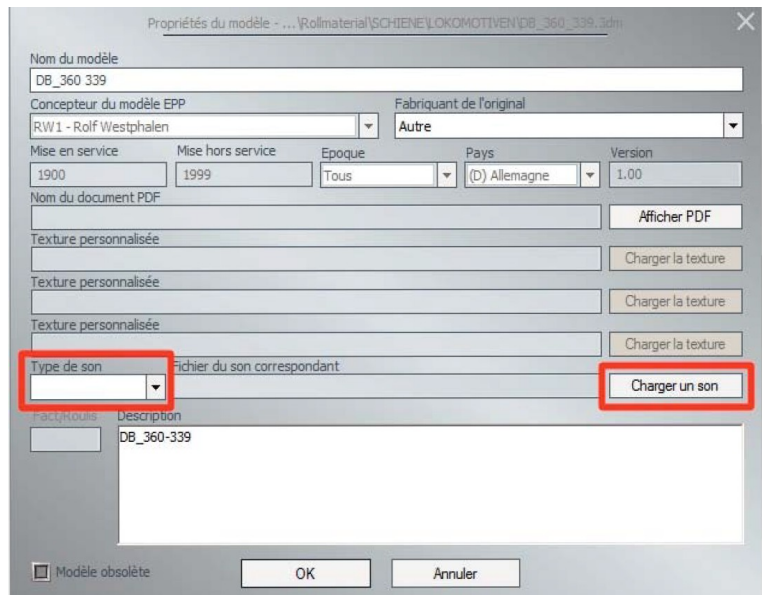 Propriétés du modèle - ...\Rollmaterial\SCHIENE\LOKOMOTIVEN\DB_360_339.3dm
Nom du modèle
DB_360 339
Concepteur du modèle EPP Fabriquant de l'original
RW1 - Rolf Westphalen Autre
Mise en service Mise hors service Epoque Pays Version
1900 1999 Tous (D) Allemagne 1.00
Nom du document PDF
Afficher PDF
Texture personnalisée
Charger la texture
Texture personnalisée
Charger la texture
Texture personnalisée
Charger la texture
Type de son Fichier du son correspondant
Charger un son
Fact/Roulis Description
DB_360-339
Modèle obsolète OK Annuler